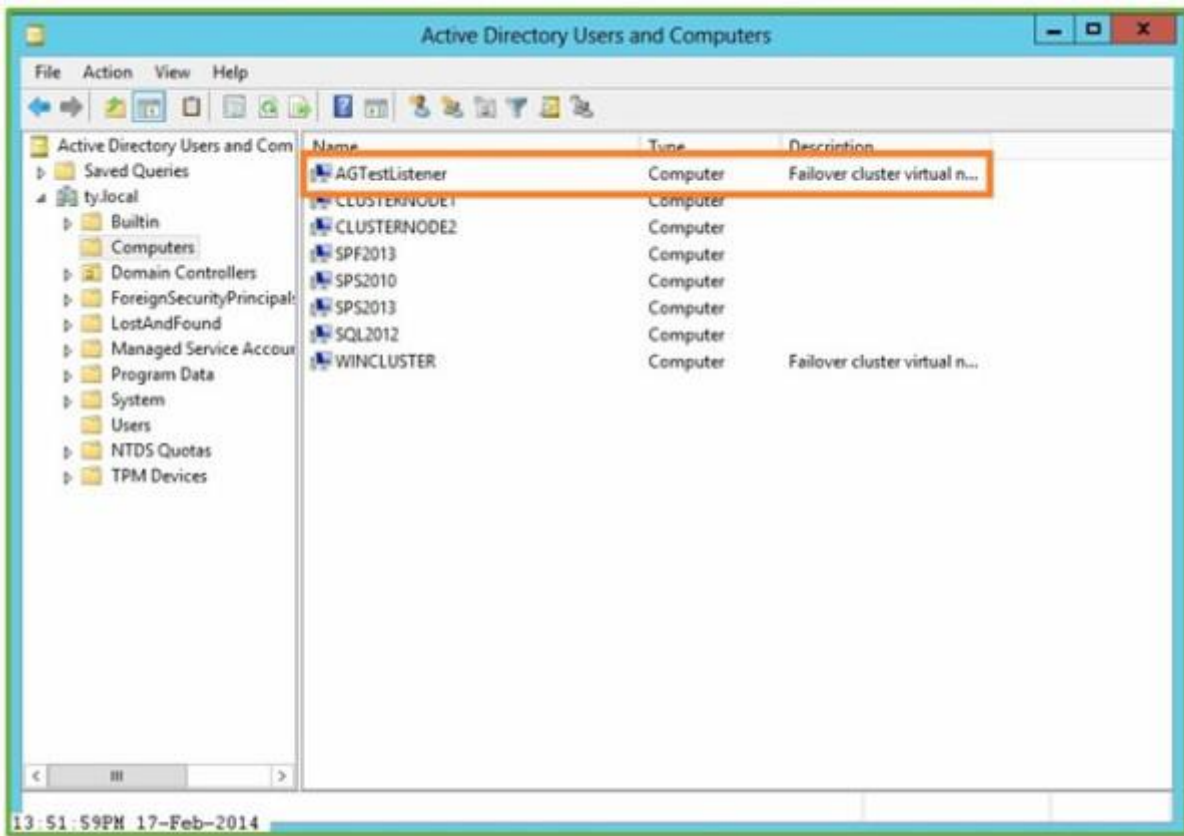 Active Directory Users and Computers
File Action View Help
Active Directory Users and Com
Saved Queries
ty.local
Builtin
Computers
Domain Controllers
ForeignSecurityPrincipals
LostAndFound
Managed Service Accour
Program Data
System
Users
NTDS Quotas
TPM Devices
Name Type Description
AGTestListener Computer Failover cluster virtual n...
CLUSTERNODE1 Computer
CLUSTERNODE2 Computer
SPF2013 Computer
SPS2010 Computer
SPS2013 Computer
SQL2012 Computer
WINCLUSTER Computer Failover cluster virtual n...
13:51:59PM 17-Feb-2014